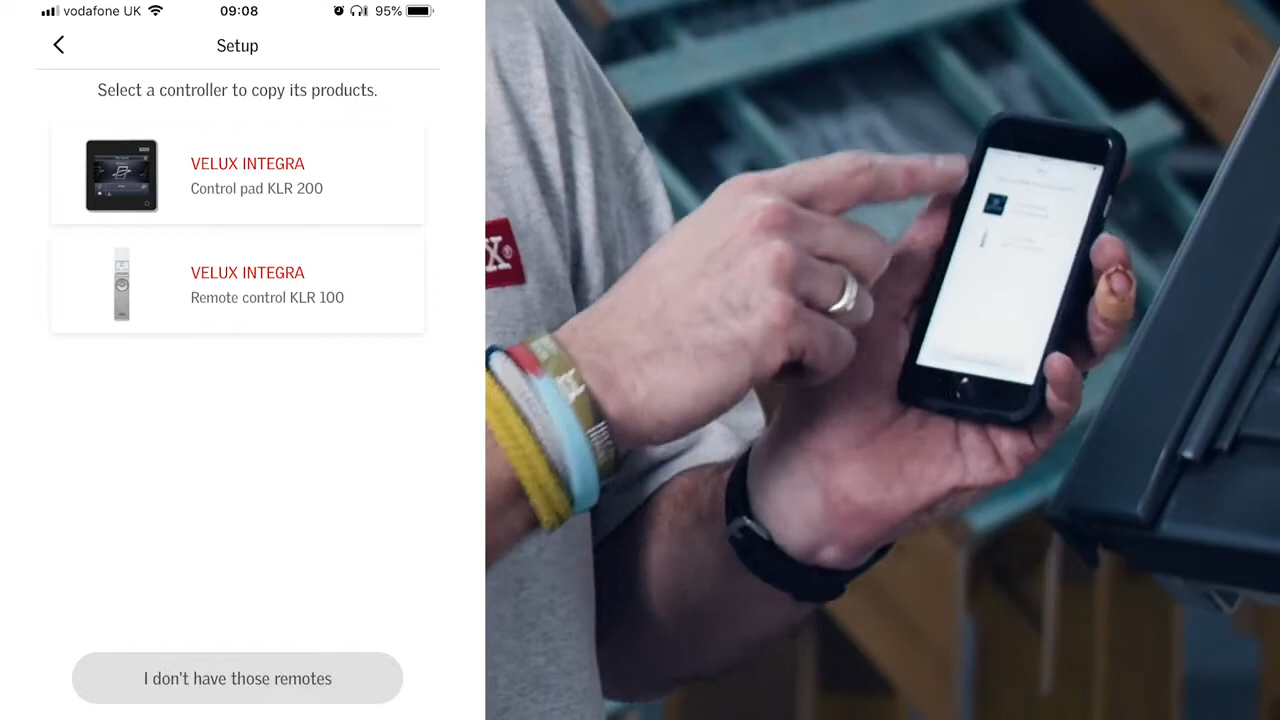 vodafone UK 09:08 95%
Setup
Select a controller to copy its products.
VELUX INTEGRA
Control pad KLR 200
VELUX INTEGRA
Remote control KLR 100
I don't have those remotes
X®